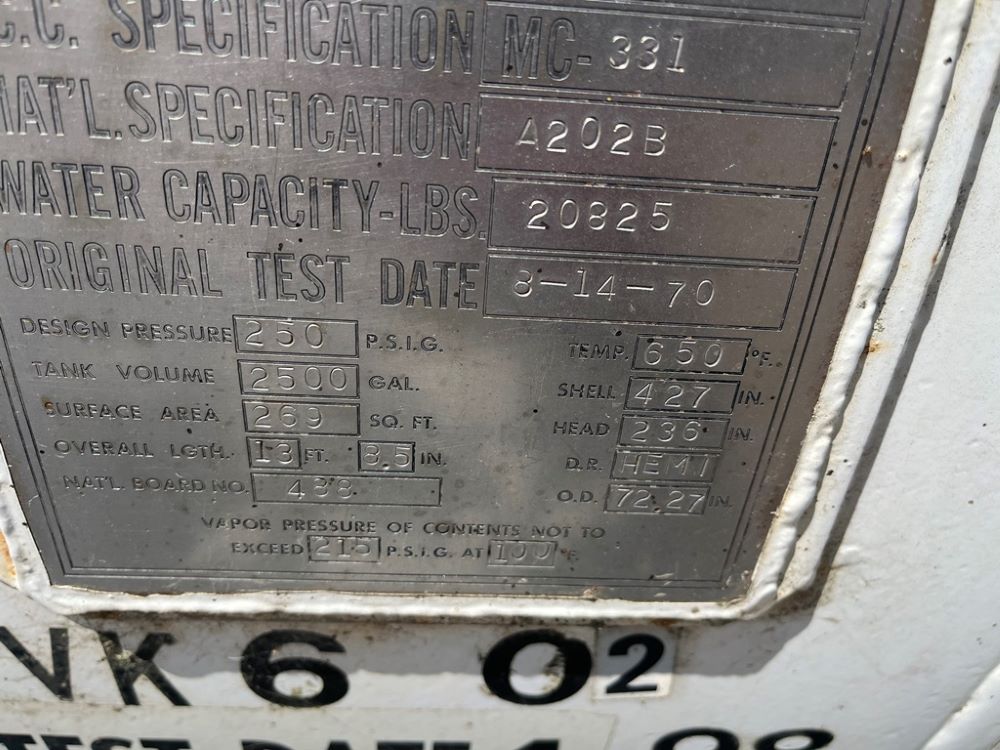 C.C. SPECIFICATION MC-331
MAT'L. SPECIFICATION A202B
WATER CAPACITY-LBS. 20825
ORIGINAL TEST DATE 8-14-70
DESIGN PRESSURE 250 P.S.I.G. TEMP. 650 °F.
TANK VOLUME 2500 GAL. SHELL 427 IN.
SURFACE AREA 269 SQ. FT. HEAD 236 IN.
OVERALL LGTH. 13 FT. 8.5 IN. D.R. HEMI
NAT'L BOARD NO. 488 O.D. 72.27 IN.
VAPOR PRESSURE OF CONTENTS NOT TO
EXCEED 215 P.S.I.G. AT 100 °F.
NK 6 02
TEST DATE